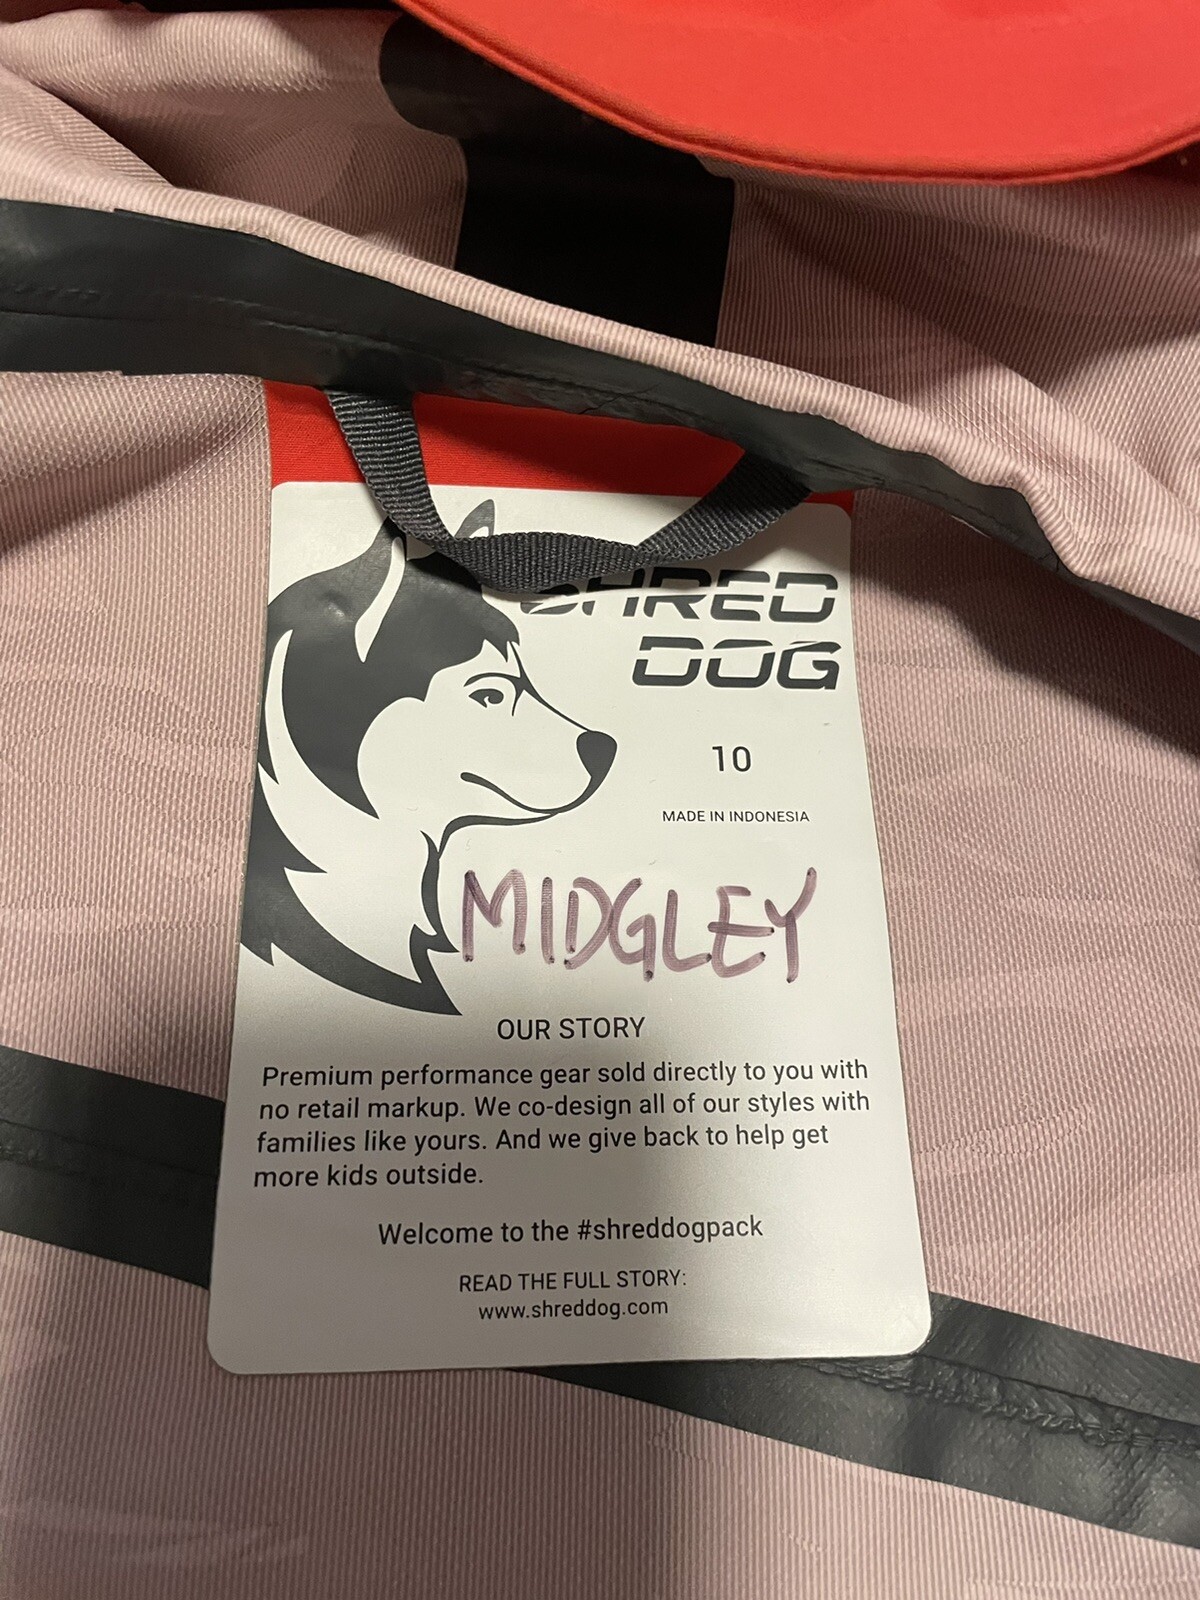 SHRED
DOG
10
MADE IN INDONESIA
MIDGLEY
OUR STORY
Premium performance gear sold directly to you with
no retail markup. We co-design all of our styles with
families like yours. And we give back to help get
more kids outside.
Welcome to the #shreddogpack
READ THE FULL STORY:
www.shreddog.com